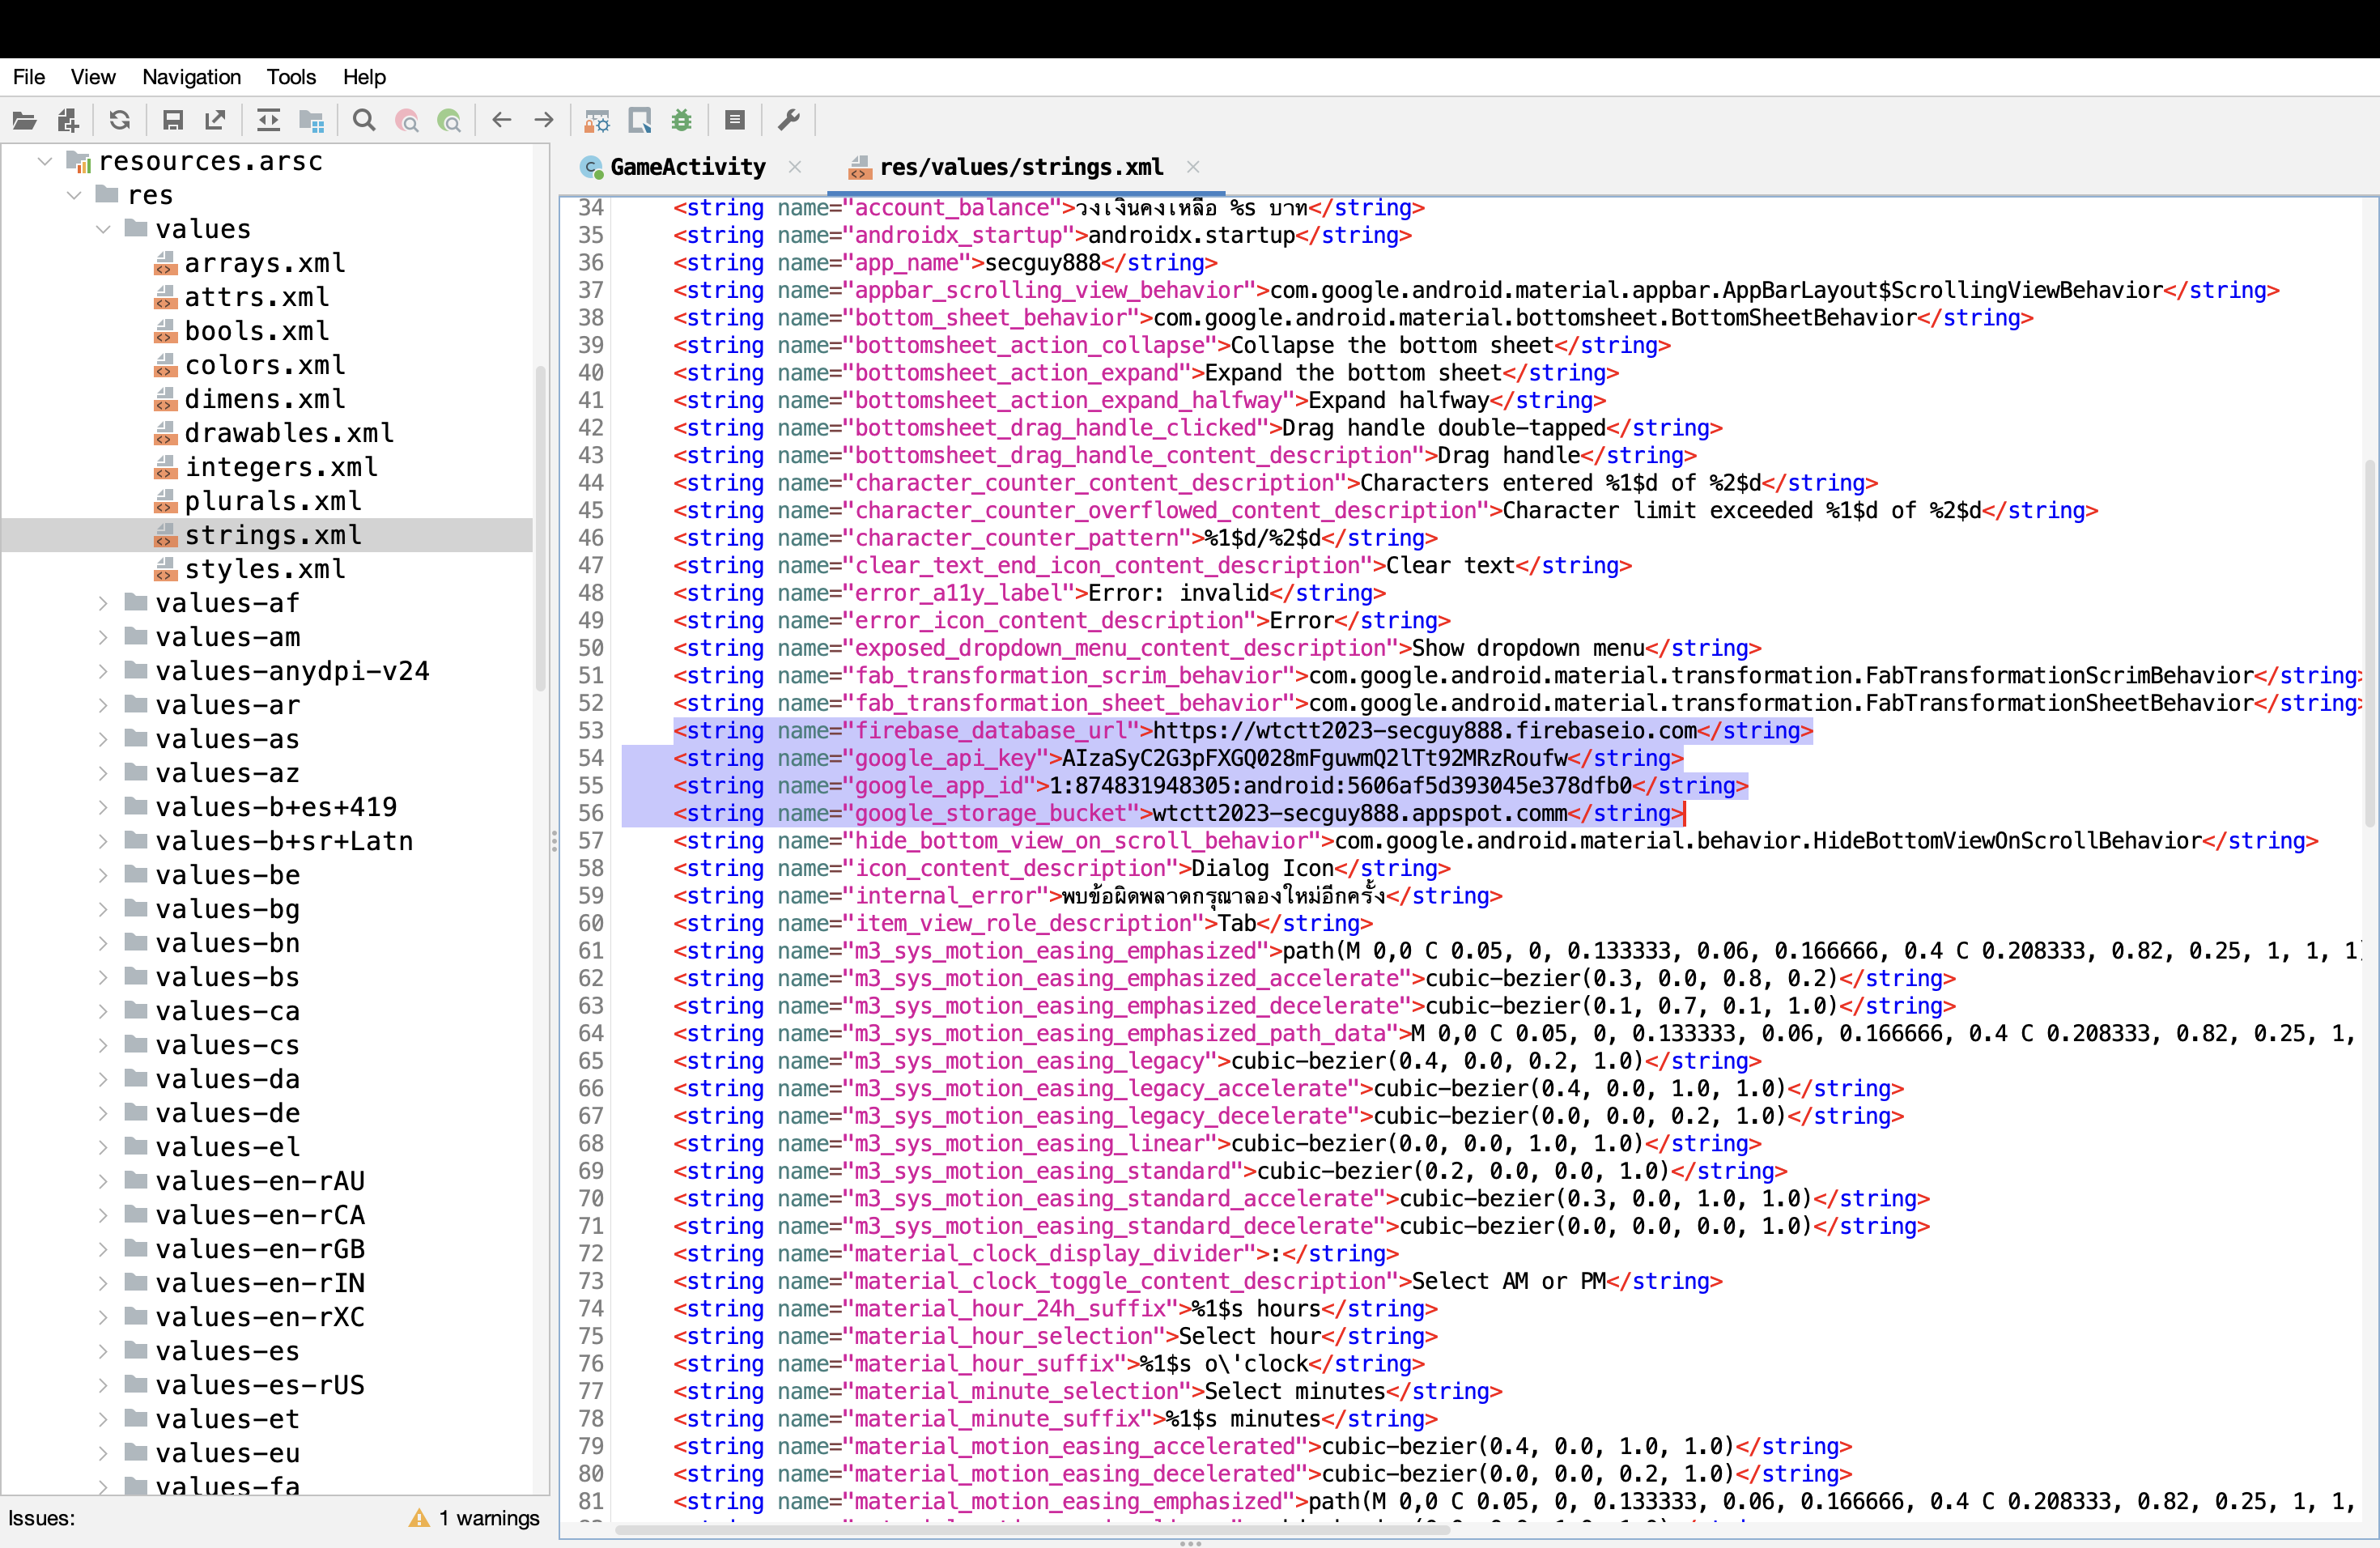 File View Navigation Tools Help
resources.arsc
res
values
arrays.xml
attrs.xml
bools.xml
colors.xml
dimens.xml
drawables.xml
integers.xml
plurals.xml
strings.xml
styles.xml
values-af
values-am
values-anydpi-v24
values-ar
values-as
values-az
values-b+es+419
values-b+sr+Latn
values-be
values-bg
values-bn
values-bs
values-ca
values-cs
values-da
values-de
values-el
values-en-rAU
values-en-rCA
values-en-rGB
values-en-rIN
values-en-rXC
values-es
values-es-rUS
values-et
values-eu
values-fa
Issues: 1 warnings
GameActivity res/values/strings.xml
34 <string name="account_balance">วงเงินคงเหลือ %s บาท</string>
35 <string name="androidx_startup">androidx.startup</string>
36 <string name="app_name">secguy888</string>
37 <string name="appbar_scrolling_view_behavior">com.google.android.material.appbar.AppBarLayout$ScrollingViewBehavior</string>
38 <string name="bottom_sheet_behavior">com.google.android.material.bottomsheet.BottomSheetBehavior</string>
39 <string name="bottomsheet_action_collapse">Collapse the bottom sheet</string>
40 <string name="bottomsheet_action_expand">Expand the bottom sheet</string>
41 <string name="bottomsheet_action_expand_halfway">Expand halfway</string>
42 <string name="bottomsheet_drag_handle_clicked">Drag handle double-tapped</string>
43 <string name="bottomsheet_drag_handle_content_description">Drag handle</string>
44 <string name="character_counter_content_description">Characters entered %1$d of %2$d</string>
45 <string name="character_counter_overflowed_content_description">Character limit exceeded %1$d of %2$d</string>
46 <string name="character_counter_pattern">%1$d/%2$d</string>
47 <string name="clear_text_end_icon_content_description">Clear text</string>
48 <string name="error_a11y_label">Error: invalid</string>
49 <string name="error_icon_content_description">Error</string>
50 <string name="exposed_dropdown_menu_content_description">Show dropdown menu</string>
51 <string name="fab_transformation_scrim_behavior">com.google.android.material.transformation.FabTransformationScrimBehavior</string>
52 <string name="fab_transformation_sheet_behavior">com.google.android.material.transformation.FabTransformationSheetBehavior</string>
53 <string name="firebase_database_url">https://wtctt2023-secguy888.firebaseio.com</string>
54 <string name="google_api_key">AIzaSyC2G3pFXGQ028mFguwmQ2lTt92MRzRoufw</string>
55 <string name="google_app_id">1:874831948305:android:5606af5d393045e378dfb0</string>
56 <string name="google_storage_bucket">wtctt2023-secguy888.appspot.comm</string>
57 <string name="hide_bottom_view_on_scroll_behavior">com.google.android.material.behavior.HideBottomViewOnScrollBehavior</string>
58 <string name="icon_content_description">Dialog Icon</string>
59 <string name="internal_error">พบข้อผิดพลาดกรุณาลองใหม่อีกครั้ง</string>
60 <string name="item_view_role_description">Tab</string>
61 <string name="m3_sys_motion_easing_emphasized">path(M 0,0 C 0.05, 0, 0.133333, 0.06, 0.166666, 0.4 C 0.208333, 0.82, 0.25, 1, 1, 1
62 <string name="m3_sys_motion_easing_emphasized_accelerate">cubic-bezier(0.3, 0.0, 0.8, 0.2)</string>
63 <string name="m3_sys_motion_easing_emphasized_decelerate">cubic-bezier(0.1, 0.7, 0.1, 1.0)</string>
64 <string name="m3_sys_motion_easing_emphasized_path_data">M 0,0 C 0.05, 0, 0.133333, 0.06, 0.166666, 0.4 C 0.208333, 0.82, 0.25, 1,
65 <string name="m3_sys_motion_easing_legacy">cubic-bezier(0.4, 0.0, 0.2, 1.0)</string>
66 <string name="m3_sys_motion_easing_legacy_accelerate">cubic-bezier(0.4, 0.0, 1.0, 1.0)</string>
67 <string name="m3_sys_motion_easing_legacy_decelerate">cubic-bezier(0.0, 0.0, 0.2, 1.0)</string>
68 <string name="m3_sys_motion_easing_linear">cubic-bezier(0.0, 0.0, 1.0, 1.0)</string>
69 <string name="m3_sys_motion_easing_standard">cubic-bezier(0.2, 0.0, 0.0, 1.0)</string>
70 <string name="m3_sys_motion_easing_standard_accelerate">cubic-bezier(0.3, 0.0, 1.0, 1.0)</string>
71 <string name="m3_sys_motion_easing_standard_decelerate">cubic-bezier(0.0, 0.0, 0.0, 1.0)</string>
72 <string name="material_clock_display_divider">:</string>
73 <string name="material_clock_toggle_content_description">Select AM or PM</string>
74 <string name="material_hour_24h_suffix">%1$s hours</string>
75 <string name="material_hour_selection">Select hour</string>
76 <string name="material_hour_suffix">%1$s o\'clock</string>
77 <string name="material_minute_selection">Select minutes</string>
78 <string name="material_minute_suffix">%1$s minutes</string>
79 <string name="material_motion_easing_accelerated">cubic-bezier(0.4, 0.0, 1.0, 1.0)</string>
80 <string name="material_motion_easing_decelerated">cubic-bezier(0.0, 0.0, 0.2, 1.0)</string>
81 <string name="material_motion_easing_emphasized">path(M 0,0 C 0.05, 0, 0.133333, 0.06, 0.166666, 0.4 C 0.208333, 0.82, 0.25, 1, 1,